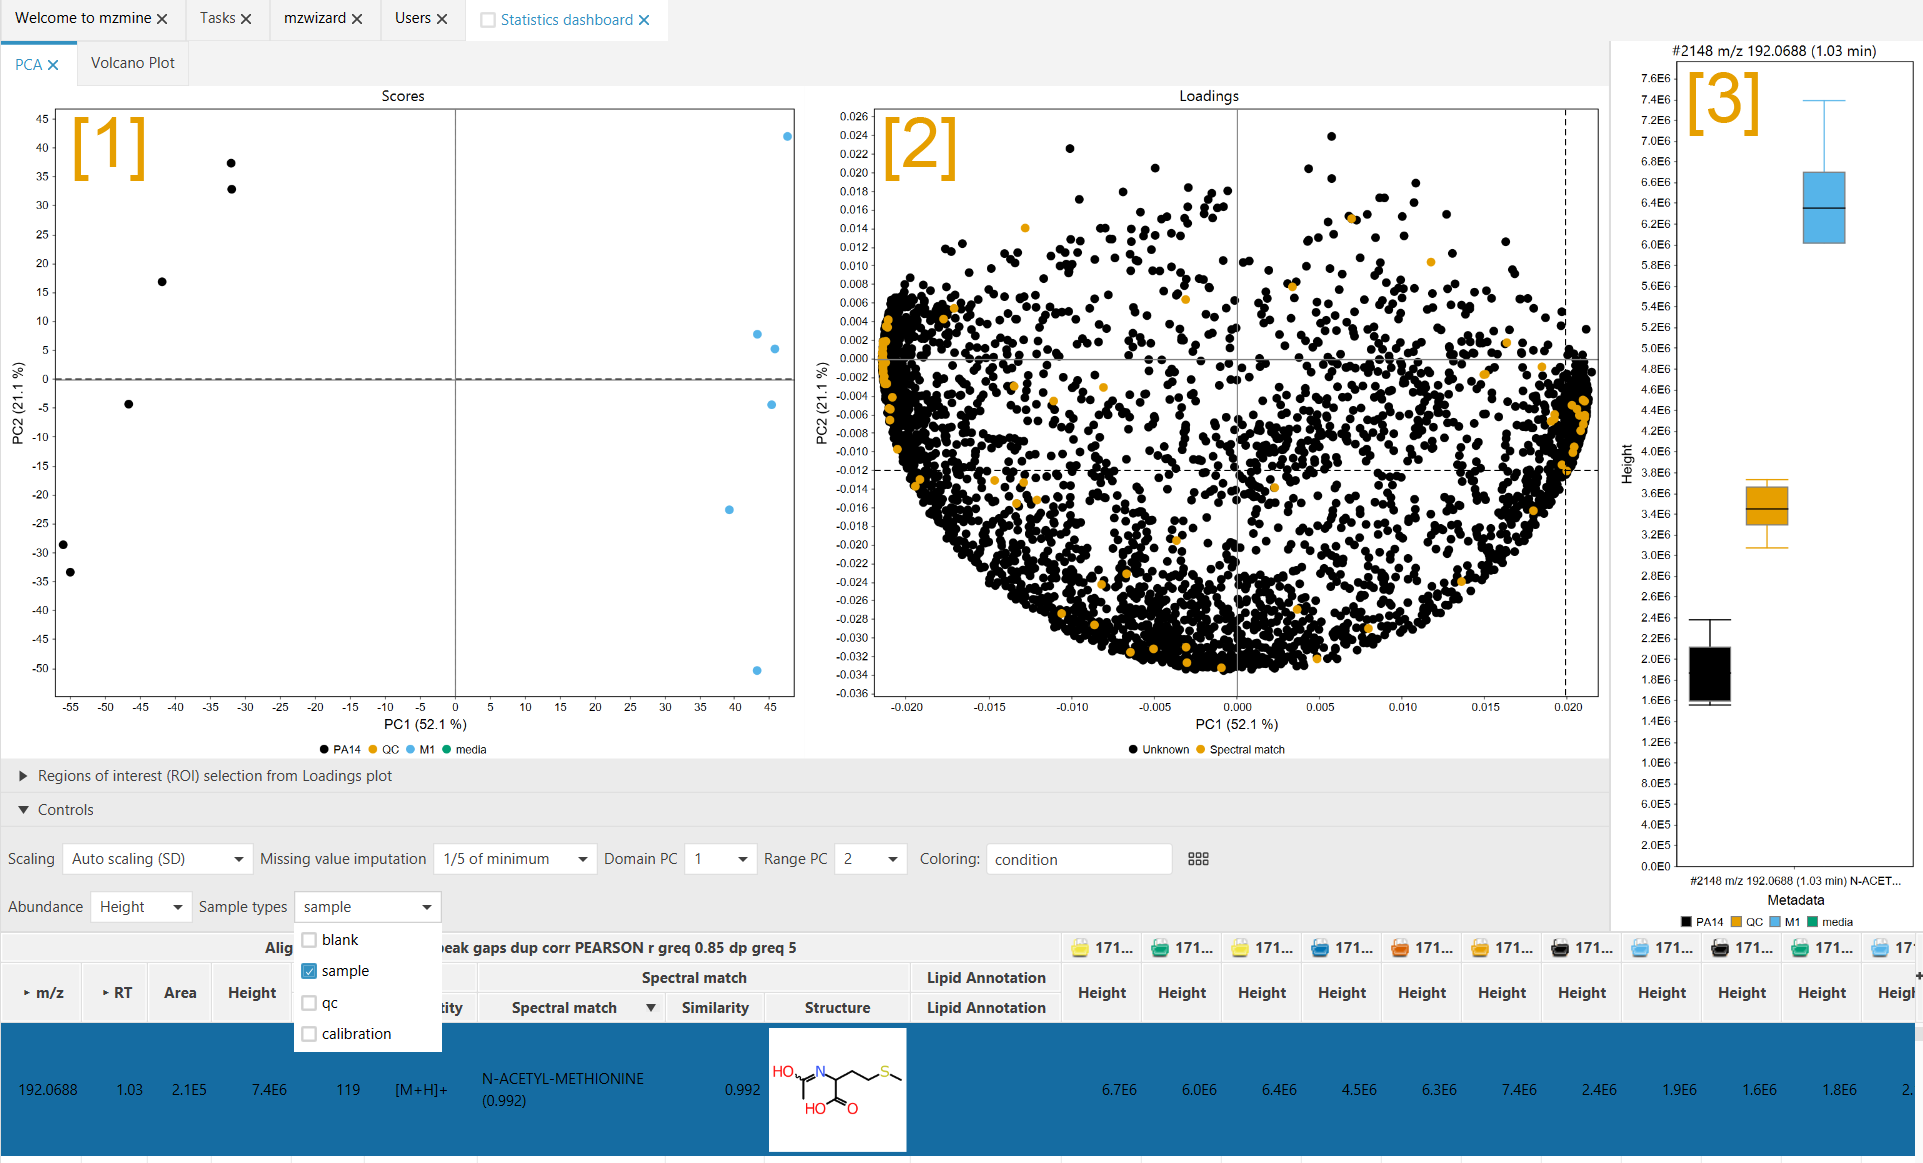 Welcome to mzmine Tasks mzwizard Users Statistics dashboard
PCA Volcano Plot
Scores
[1]
45
40
35
30
25
20
15
10
5
0
-5
-10
-15
-20
-25
-30
-35
-40
-45
-50
PC2 (21.1 %)
-55 -50 -45 -40 -35 -30 -25 -20 -15 -10 -5 0 5 10 15 20 25 30 35 40 45
PC1 (52.1 %)
PA14 QC M1 media
Loadings
[2]
0.026
0.024
0.022
0.020
0.018
0.016
0.014
0.012
0.010
0.008
0.006
0.004
0.002
0.000
-0.002
-0.004
-0.006
-0.008
-0.010
-0.012
-0.014
-0.016
-0.018
-0.020
-0.022
-0.024
-0.026
-0.028
-0.030
-0.032
-0.034
-0.036
PC2 (21.1 %)
-0.020 -0.015 -0.010 -0.005 0.000 0.005 0.010 0.015 0.020
PC1 (52.1 %)
Unknown Spectral match
#2148 m/z 192.0688 (1.03 min)
[3]
7.6E6
7.4E6
7.2E6
7.0E6
6.8E6
6.6E6
6.4E6
6.2E6
6.0E6
5.8E6
5.6E6
5.4E6
5.2E6
5.0E6
4.8E6
4.6E6
4.4E6
4.2E6
4.0E6
3.8E6
3.6E6
3.4E6
3.2E6
3.0E6
2.8E6
2.6E6
2.4E6
2.2E6
2.0E6
1.8E6
1.6E6
1.4E6
1.2E6
1.0E6
8.0E5
6.0E5
4.0E5
2.0E5
0.0E0
Height
#2148 m/z 192.0688 (1.03 min) N-ACET...
Metadata
PA14 QC M1 media
Regions of interest (ROI) selection from Loadings plot
Controls
Scaling Auto scaling (SD) Missing value imputation 1/5 of minimum Domain PC 1 Range PC 2 Coloring: condition
Abundance Height Sample types sample
blank
sample
qc
calibration
Alig eak gaps dup corr PEARSON r greq 0.85 dp greq 5 171... 171... 171... 171... 171... 171... 171... 171... 171... 171... 17
Spectral match Lipid Annotation
m/z RT Area Height tity Spectral match Similarity Structure Lipid Annotation Height Height Height Height Height Height Height Height Height Height Heigh
192.0688 1.03 2.1E5 7.4E6 119 [M+H]+ N-ACETYL-METHIONINE
(0.992) 0.992 6.7E6 6.0E6 6.4E6 4.5E6 6.3E6 7.4E6 2.4E6 1.9E6 1.6E6 1.8E6 2.
HO N S
HO O